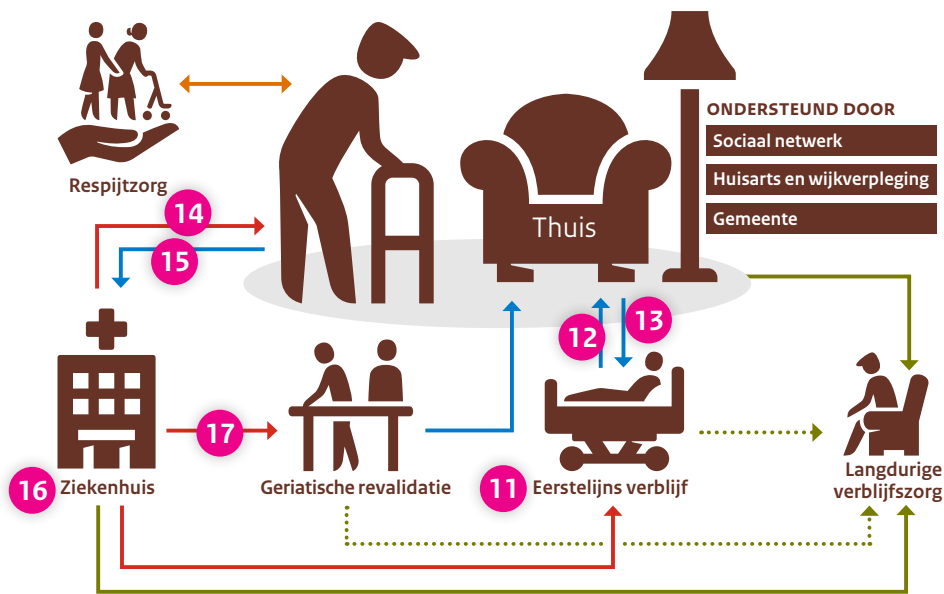 ONDERSTEUND DOOR
Sociaal netwerk
Huisarts en wijkverpleging
Gemeente
Respijtzorg
14
15
Thuis
12
13
17
16 Ziekenhuis
Geriatische revalidatie
11 Eerstelijns verblijf
Langdurige
verblijfszorg